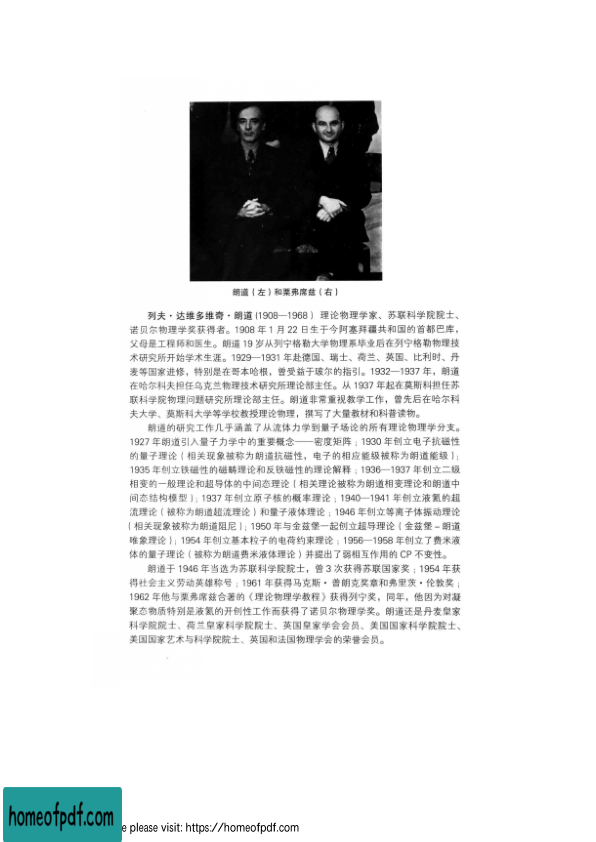 朗道（左）和栗弗席兹（右）
列夫·达维多维奇·朗道(1908—1968) 理论物理学家、苏联科学院院士、
诺贝尔物理学奖获得者。1908 年 1 月 22 日生于今阿塞拜疆共和国的首都巴库，
父母是工程师和医生。朗道 19 岁从列宁格勒大学物理系毕业后在列宁格勒物理技
术研究所开始学术生涯。1929—1931 年赴德国、瑞士、荷兰、英国、比利时、丹
麦等国家进修，特别是在哥本哈根，曾受益于玻尔的指引。1932—1937 年，朗道
在哈尔科夫担任乌克兰物理技术研究所理论部主任。从 1937 年起在莫斯科担任苏
联科学院物理问题研究所理论部主任。朗道非常重视教学工作，曾先后在哈尔科
夫大学、莫斯科大学等学校教授理论物理，撰写了大量教材和科普读物。
朗道的研究工作几乎涵盖了从流体力学到量子场论的所有理论物理学分支。
1927 年朗道引入量子力学中的重要概念——密度矩阵；1930 年创立电子抗磁性
的量子理论（相关现象被称为朗道抗磁性，电子的相应能级被称为朗道能级）；
1935 年创立铁磁性的磁畴理论和反铁磁性的理论解释；1936—1937 年创立二级
相变的一般理论和超导体的中间态理论（相关理论被称为朗道相变理论和朗道中
间态结构模型）；1937 年创立原子核的概率理论；1940—1941 年创立液氦的超
流理论（被称为朗道超流理论）和量子液体理论；1946 年创立等离子体振动理论
（相关现象被称为朗道阻尼）；1950 年与金兹堡一起创立超导理论（金兹堡－朗道
唯象理论）；1954 年创立基本粒子的电荷约束理论；1956—1958 年创立了费米液
体的量子理论（被称为朗道费米液体理论）并提出了弱相互作用的 CP 不变性。
朗道于 1946 年当选为苏联科学院院士，曾 3 次获得苏联国家奖；1954 年获
得社会主义劳动英雄称号；1961 年获得马克斯·普朗克奖章和弗里茨·伦敦奖；
1962 年他与栗弗席兹合著的《理论物理学教程》获得列宁奖，同年，他因为对凝
聚态物质特别是液氦的开创性工作而获得了诺贝尔物理学奖。朗道还是丹麦皇家
科学院院士、荷兰皇家科学院院士、英国皇家学会会员、美国国家科学院院士、
美国国家艺术与科学院院士、英国和法国物理学会的荣誉会员。
homeofpdf.com
e please visit: https://homeofpdf.com